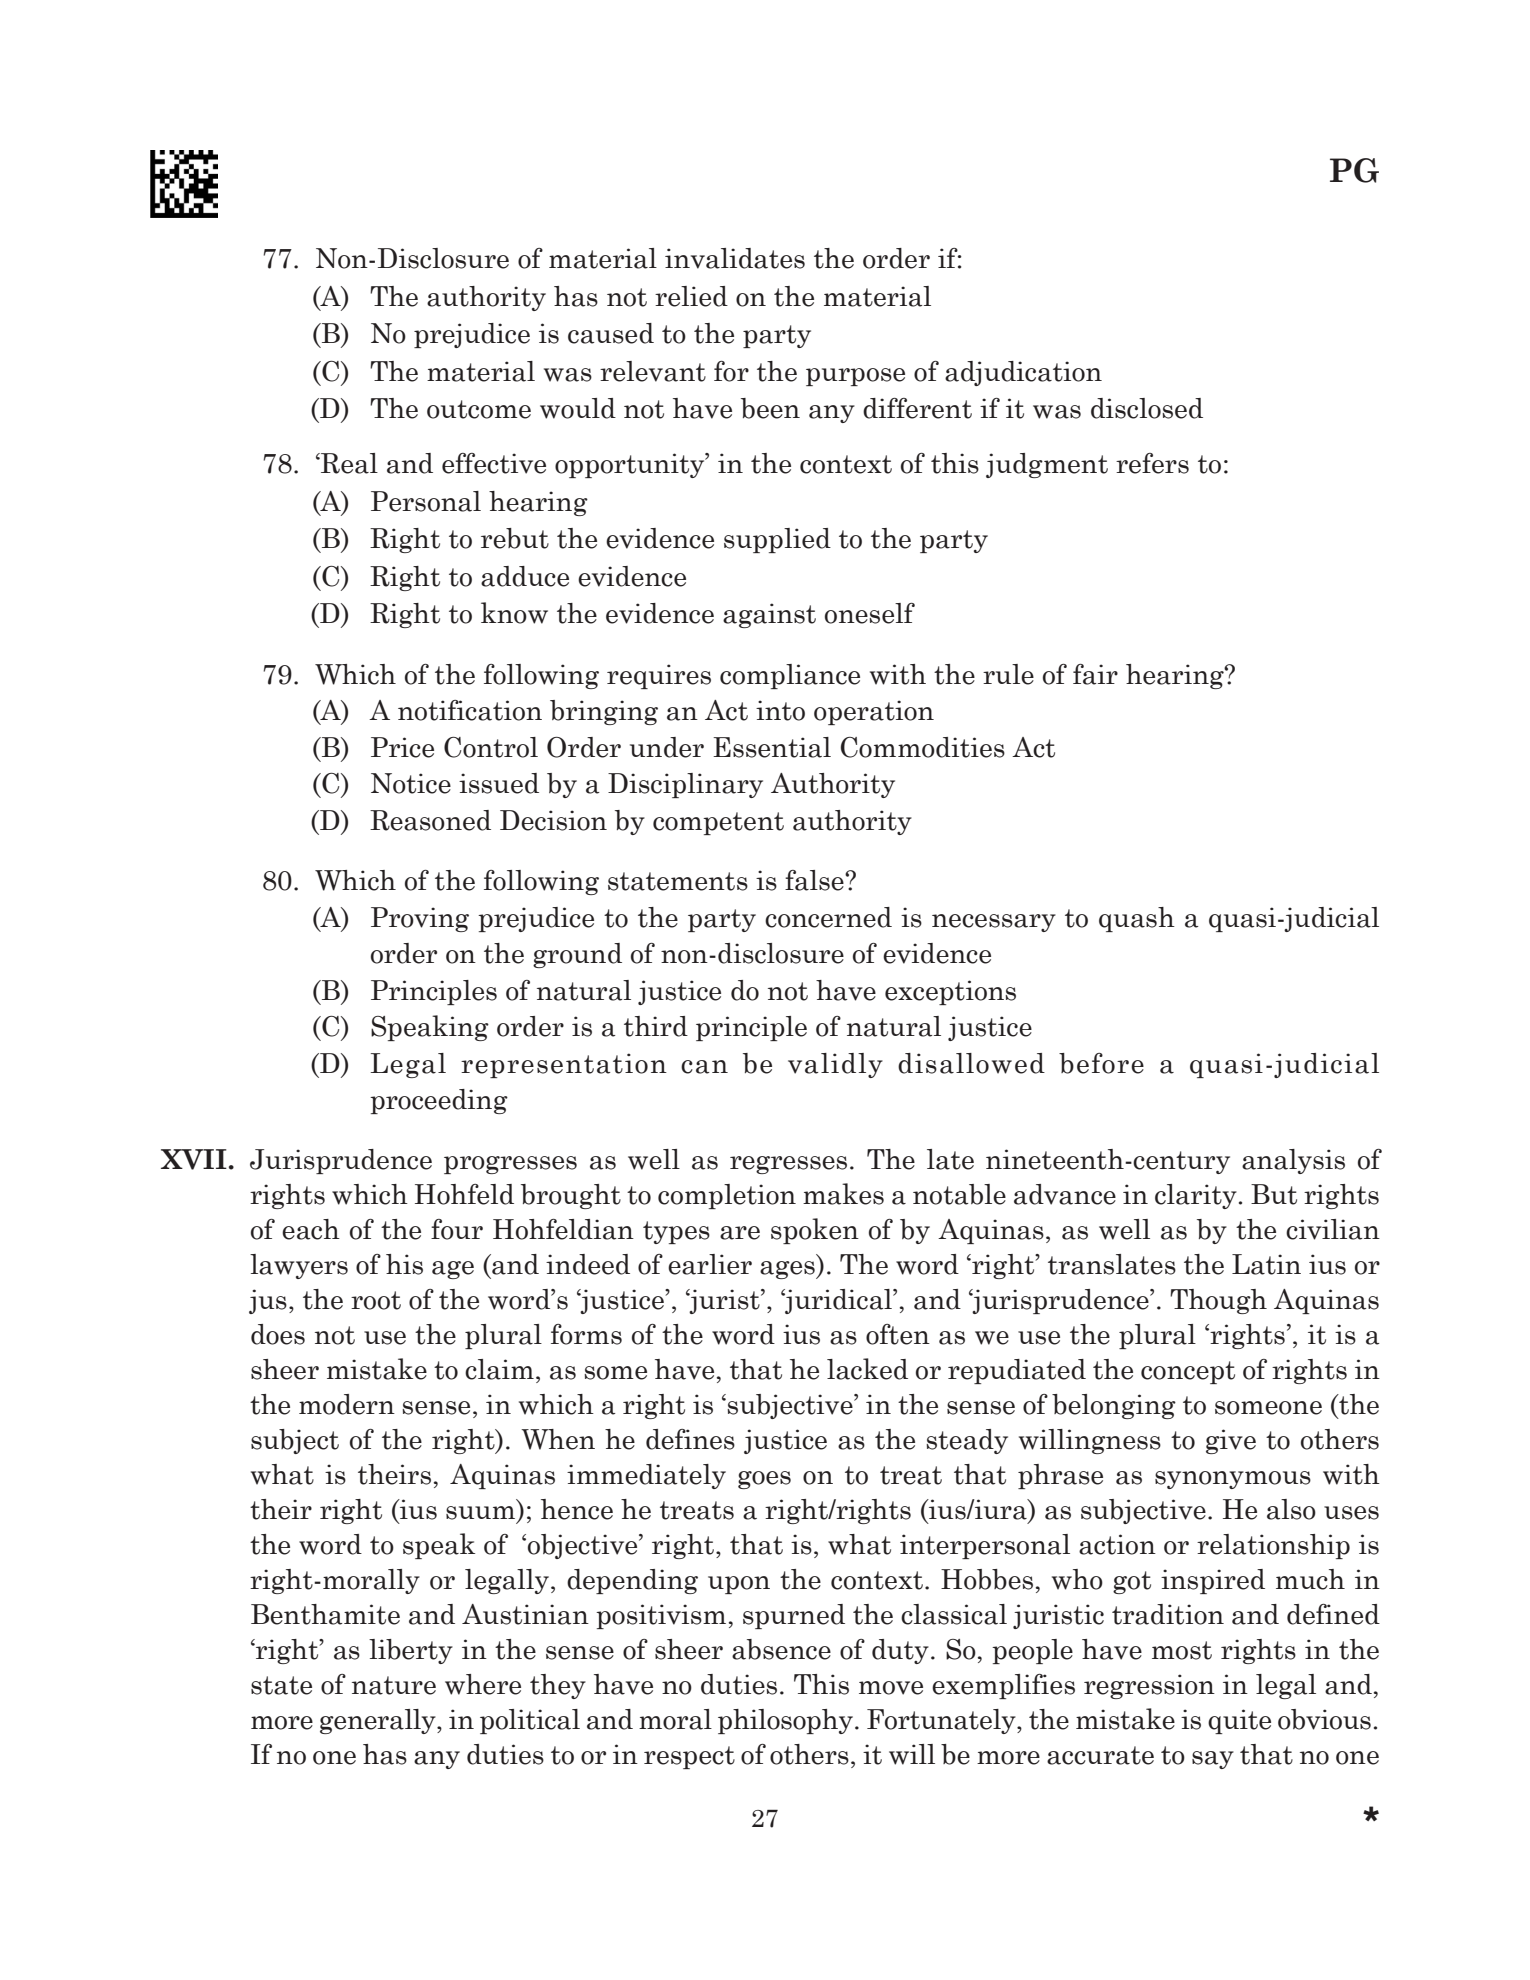 PG
77. Non-Disclosure of material invalidates the order if:
(A) The authority has not relied on the material
(B) No prejudice is caused to the party
(C) The material was relevant for the purpose of adjudication
(D) The outcome would not have been any different if it was disclosed
78. ‘Real and effective opportunity’ in the context of this judgment refers to:
(A) Personal hearing
(B) Right to rebut the evidence supplied to the party
(C) Right to adduce evidence
(D) Right to know the evidence against oneself
79. Which of the following requires compliance with the rule of fair hearing?
(A) A notification bringing an Act into operation
(B) Price Control Order under Essential Commodities Act
(C) Notice issued by a Disciplinary Authority
(D) Reasoned Decision by competent authority
80. Which of the following statements is false?
(A) Proving prejudice to the party concerned is necessary to quash a quasi-judicial
order on the ground of non-disclosure of evidence
(B) Principles of natural justice do not have exceptions
(C) Speaking order is a third principle of natural justice
(D) Legal representation can be validly disallowed before a quasi-judicial
proceeding
XVII. Jurisprudence progresses as well as regresses. The late nineteenth-century analysis of
rights which Hohfeld brought to completion makes a notable advance in clarity. But rights
of each of the four Hohfeldian types are spoken of by Aquinas, as well as by the civilian
lawyers of his age (and indeed of earlier ages). The word ‘right’ translates the Latin ius or
jus, the root of the word’s ‘justice’, ‘jurist’, ‘juridical’, and ‘jurisprudence’. Though Aquinas
does not use the plural forms of the word ius as often as we use the plural ‘rights’, it is a
sheer mistake to claim, as some have, that he lacked or repudiated the concept of rights in
the modern sense, in which a right is ‘subjective’ in the sense of belonging to someone (the
subject of the right). When he defines justice as the steady willingness to give to others
what is theirs, Aquinas immediately goes on to treat that phrase as synonymous with
their right (ius suum); hence he treats a right/rights (ius/iura) as subjective. He also uses
the word to speak of ‘objective’ right, that is, what interpersonal action or relationship is
right-morally or legally, depending upon the context. Hobbes, who got inspired much in
Benthamite and Austinian positivism, spurned the classical juristic tradition and defined
‘right’ as liberty in the sense of sheer absence of duty. So, people have most rights in the
state of nature where they have no duties. This move exemplifies regression in legal and,
more generally, in political and moral philosophy. Fortunately, the mistake is quite obvious.
If no one has any duties to or in respect of others, it will be more accurate to say that no one
27
*